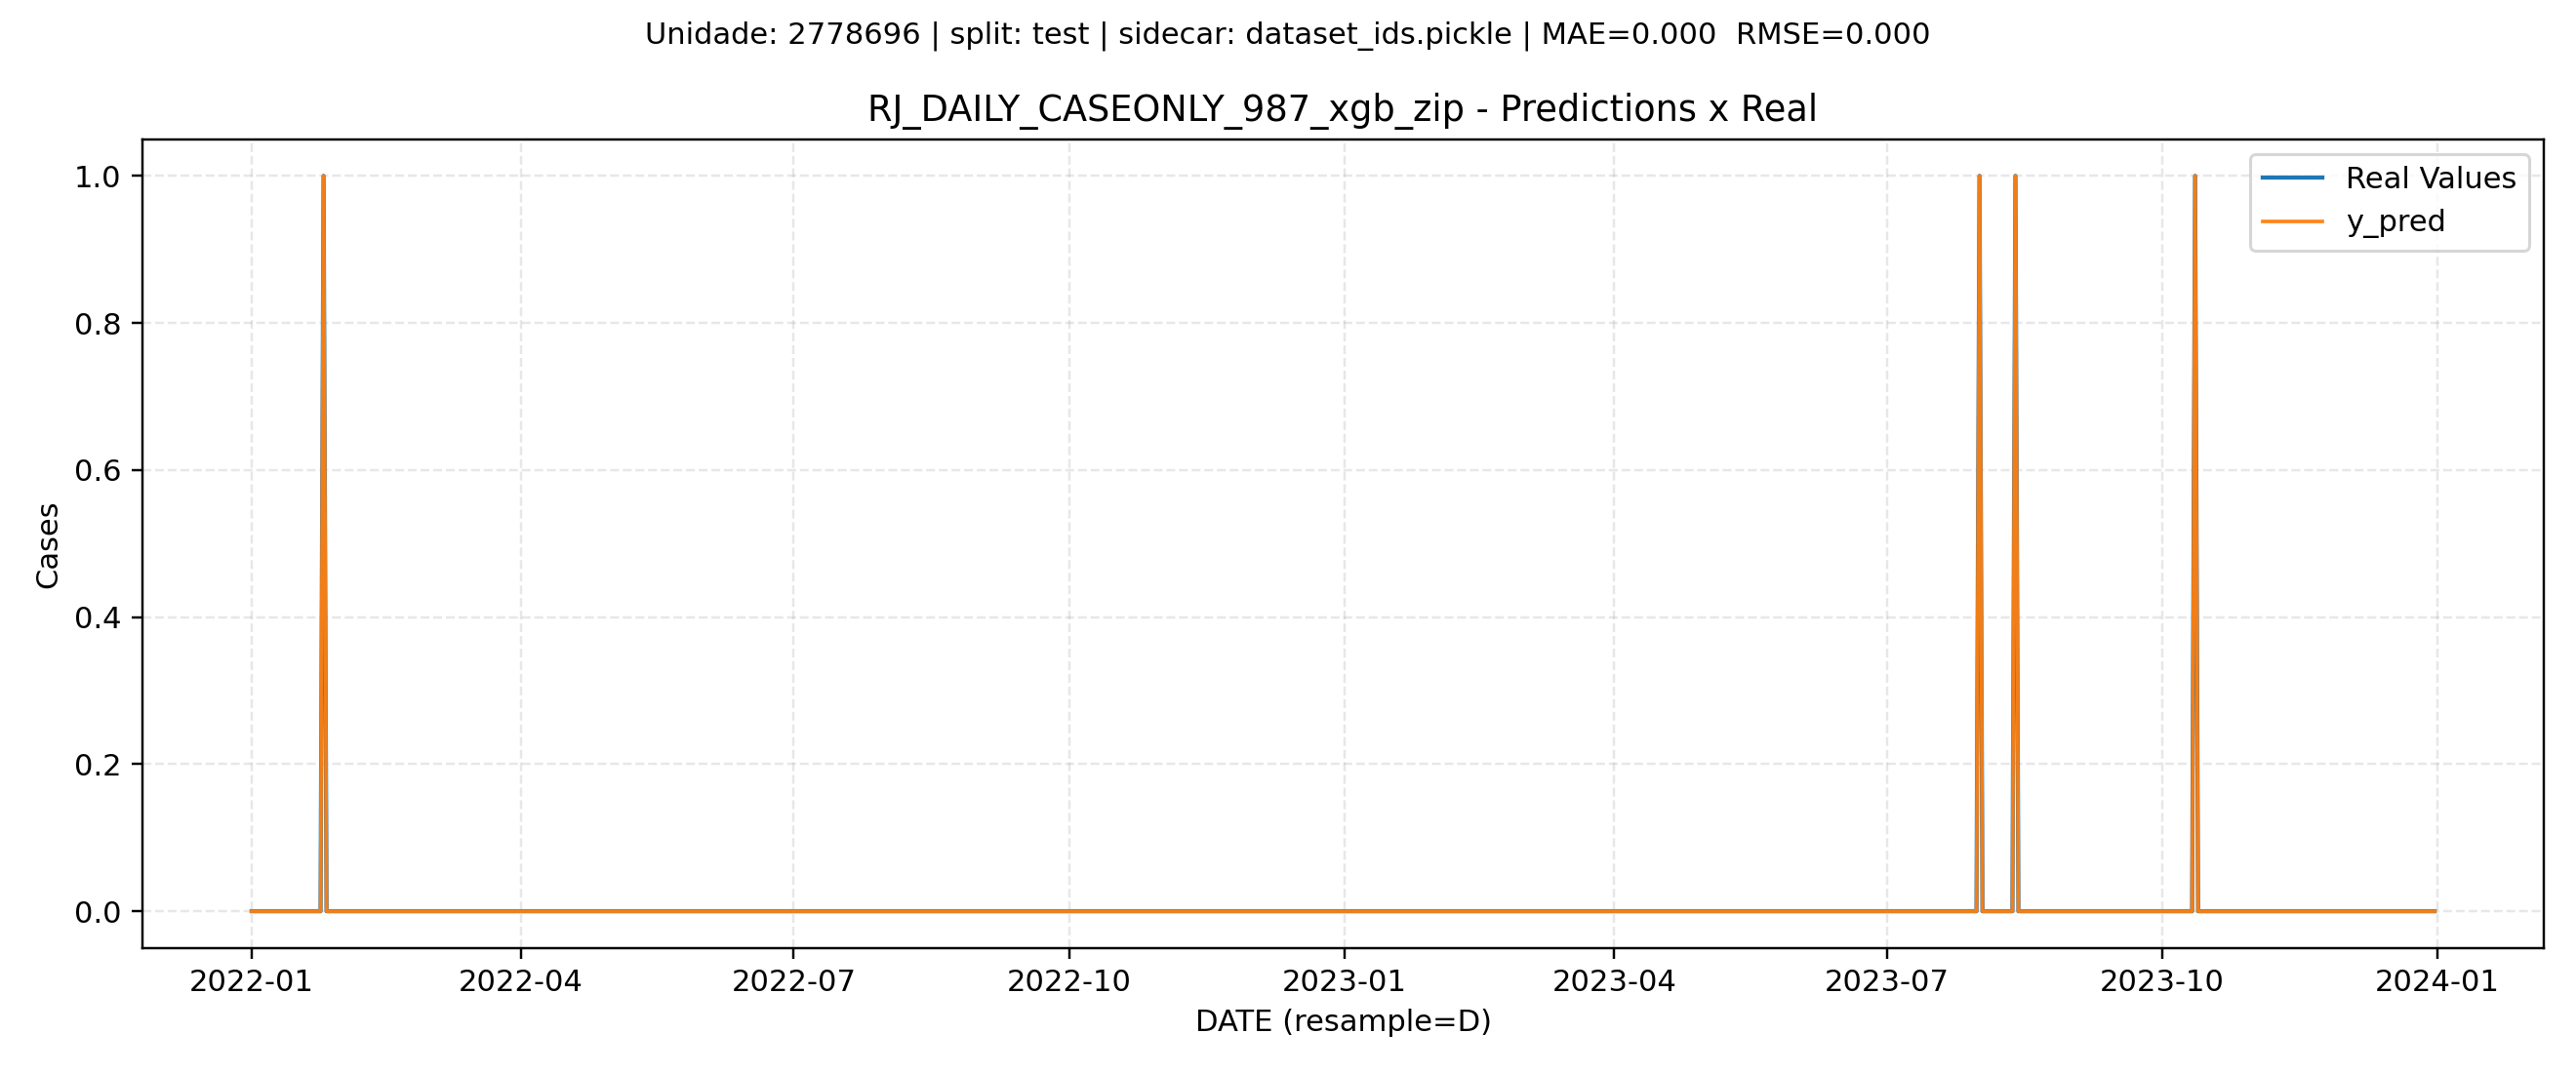 Unidade: 2778696 | split: test | sidecar: dataset_ids.pickle | MAE=0.000  RMSE=0.000
RJ_DAILY_CASEONLY_987_xgb_zip - Predictions x Real
Real Values
y_pred
1.0
0.8
0.6
0.4
0.2
0.0
Cases
2022-01 2022-04 2022-07 2022-10 2023-01 2023-04 2023-07 2023-10 2024-01
DATE (resample=D)